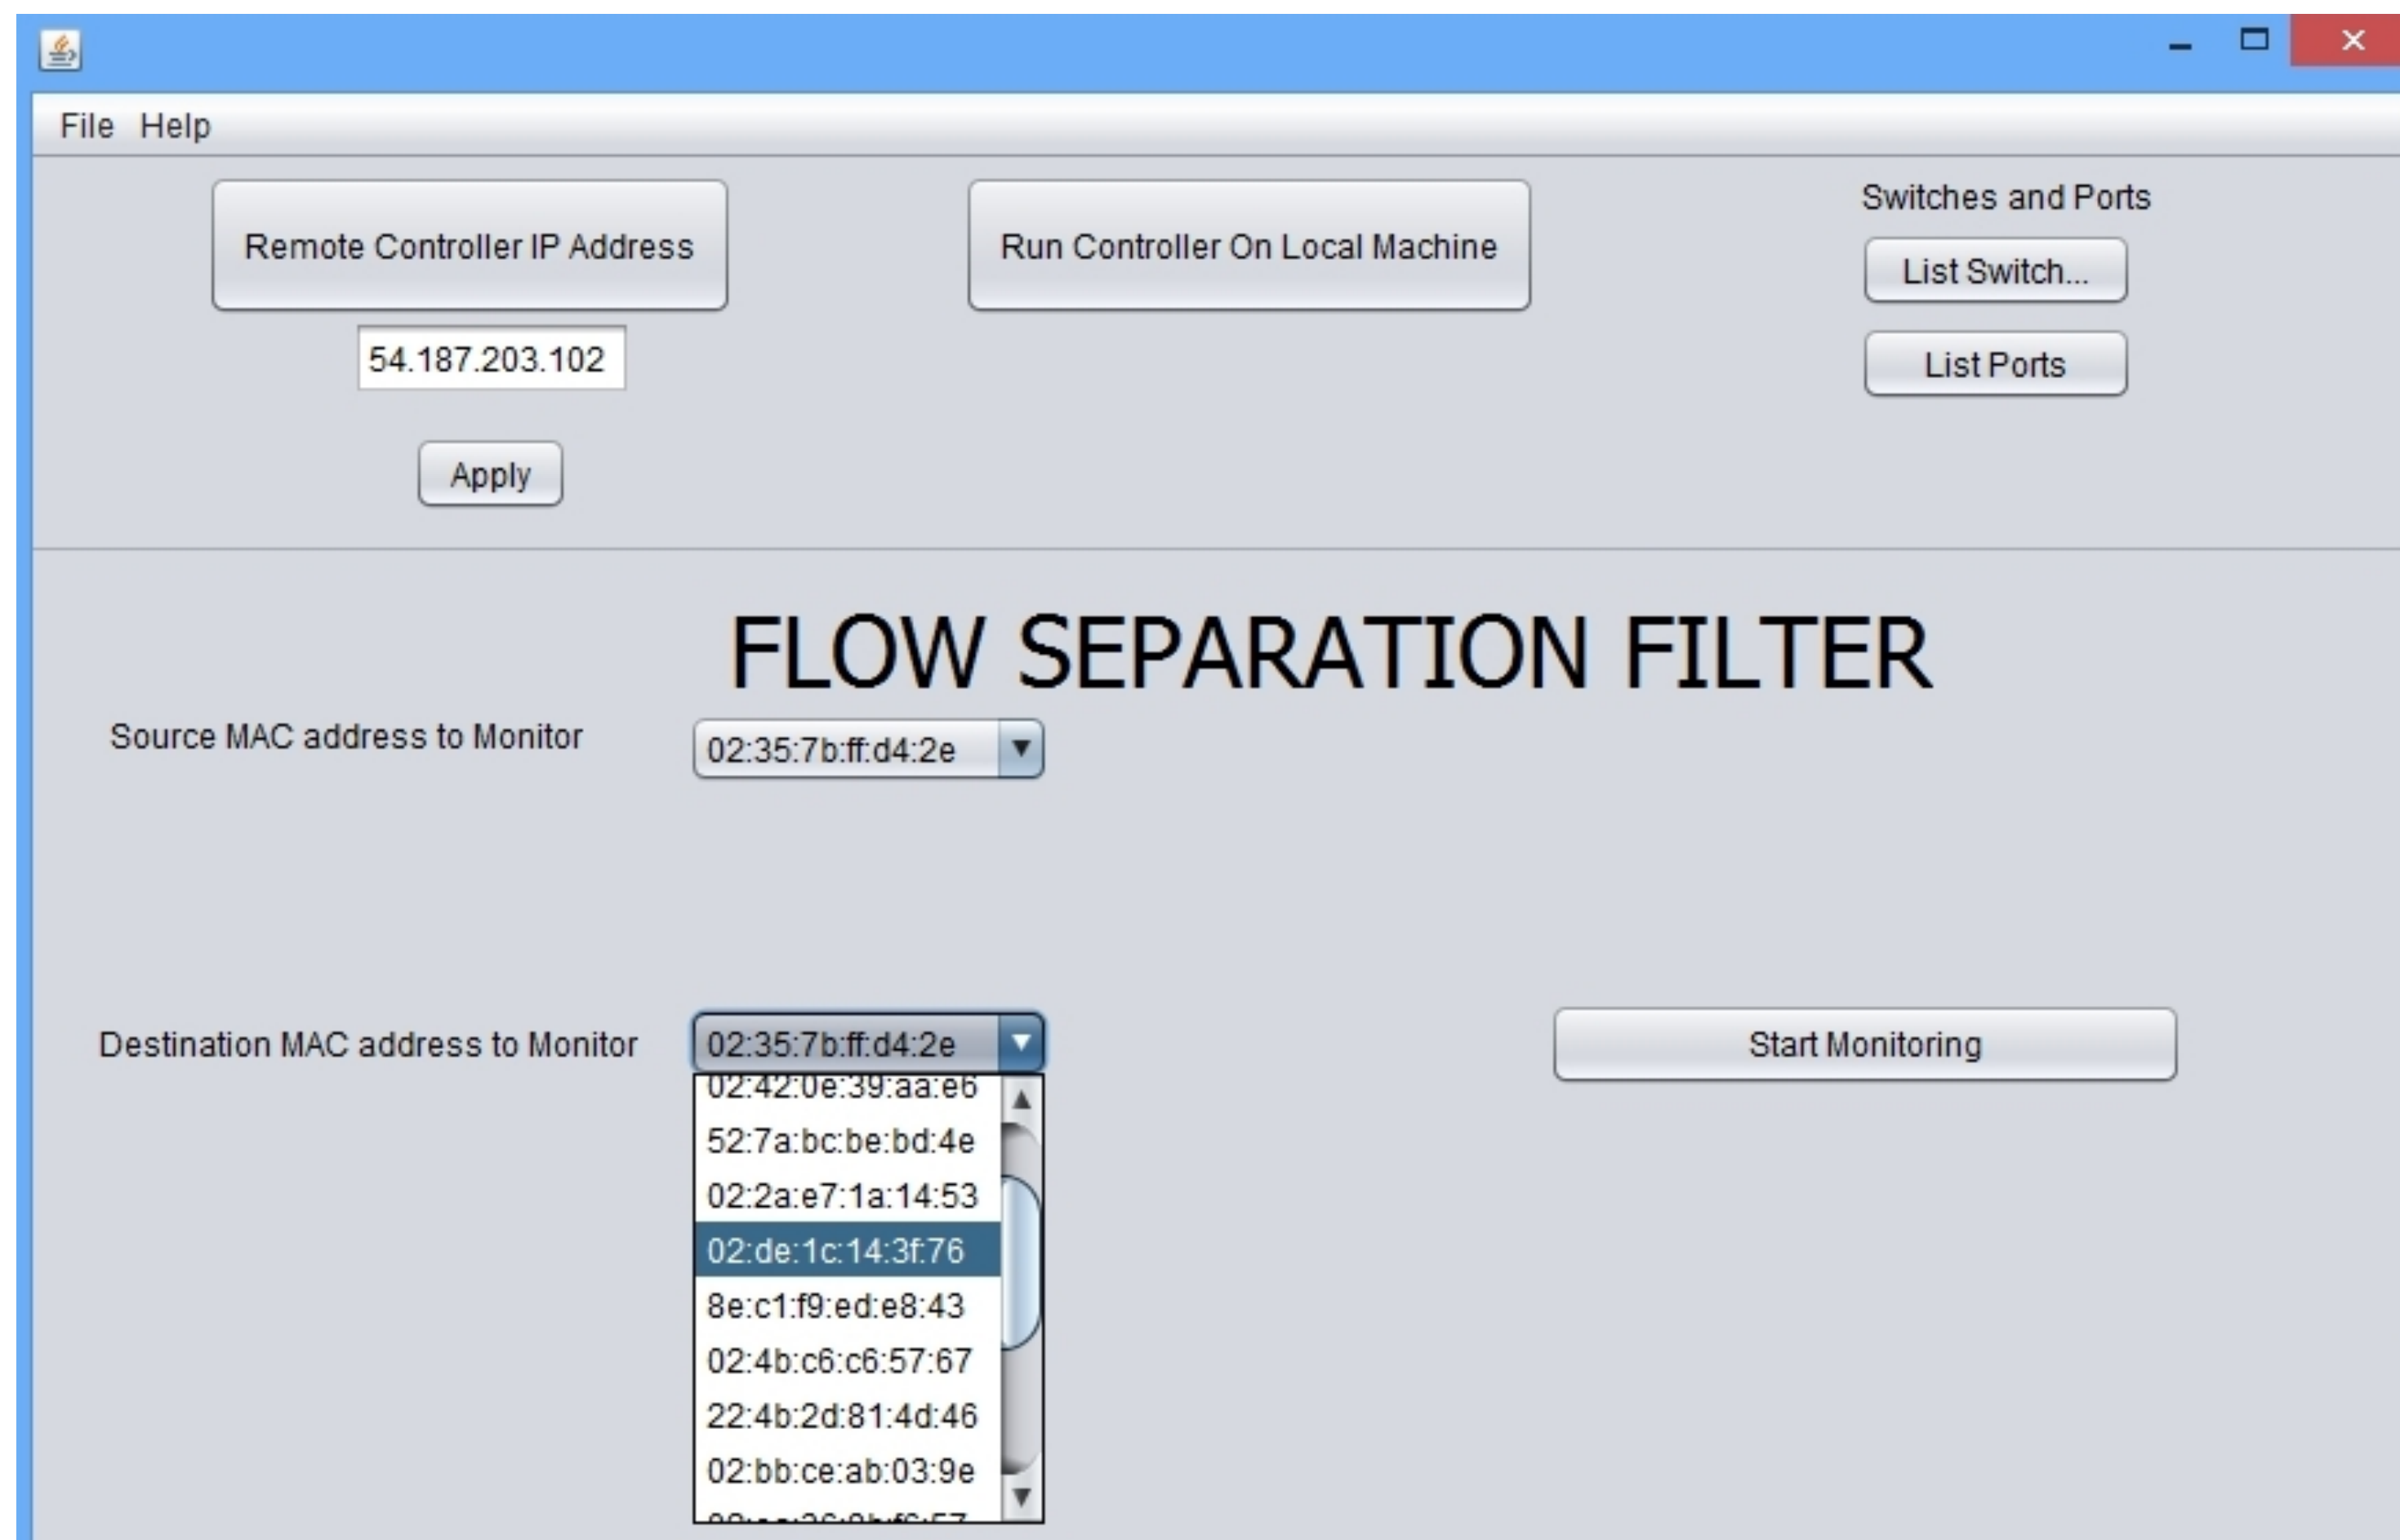 File Help
Remote Controller IP Address
Run Controller On Local Machine
Switches and Ports
List Switch...
54.187.203.102
List Ports
Apply
FLOW SEPARATION FILTER
Source MAC address to Monitor
02:35:7b:ff:d4:2e
Destination MAC address to Monitor
02:35:7b:ff:d4:2e
Start Monitoring
02:42:0e:39:aa:e6
52:7a:bc:be:bd:4e
02:2a:e7:1a:14:53
02:de:1c:14:3f:76
8e:c1:f9:ed:e8:43
02:4b:c6:c6:57:67
22:4b:2d:81:4d:46
02:bb:ce:ab:03:9e